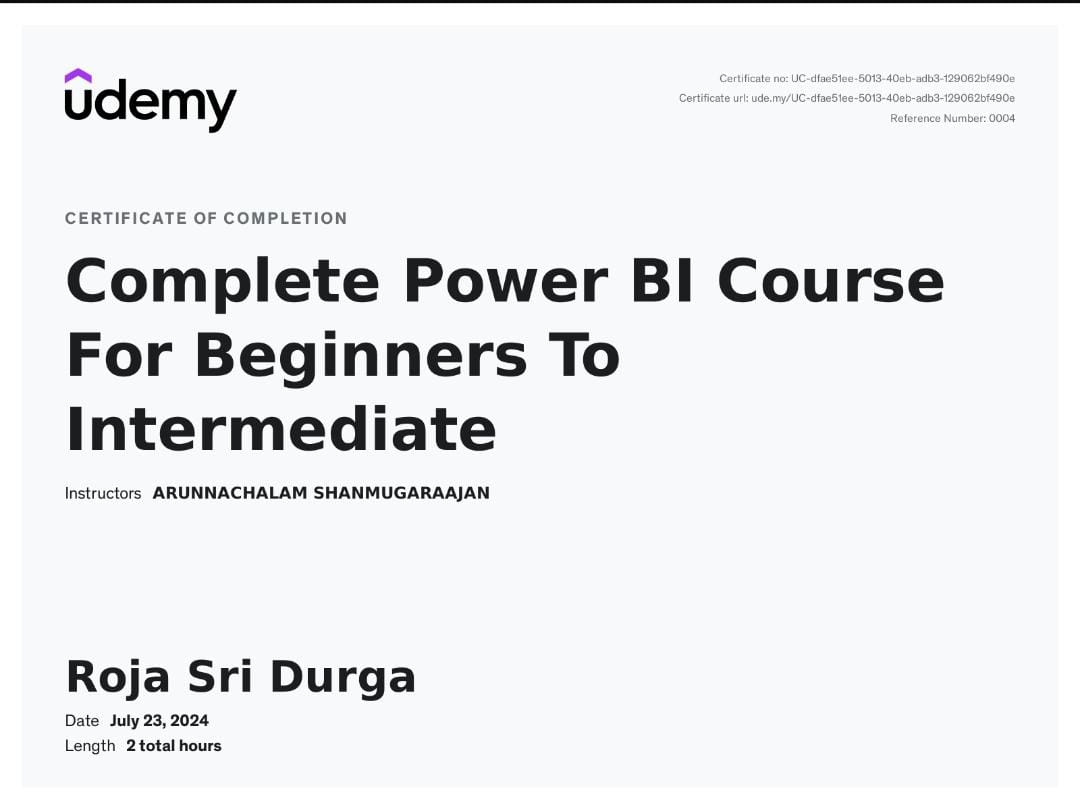 udemy
Certificate no: UC-dfae51ee-5013-40eb-adb3-129062bf490e
Certificate url: ude.my/UC-dfae51ee-5013-40eb-adb3-129062bf490e
Reference Number: 0004
CERTIFICATE OF COMPLETION
Complete Power BI Course
For Beginners To
Intermediate
Instructors ARUNNACHALAM SHANMUGARAAJAN
Roja Sri Durga
Date July 23, 2024
Length 2 total hours